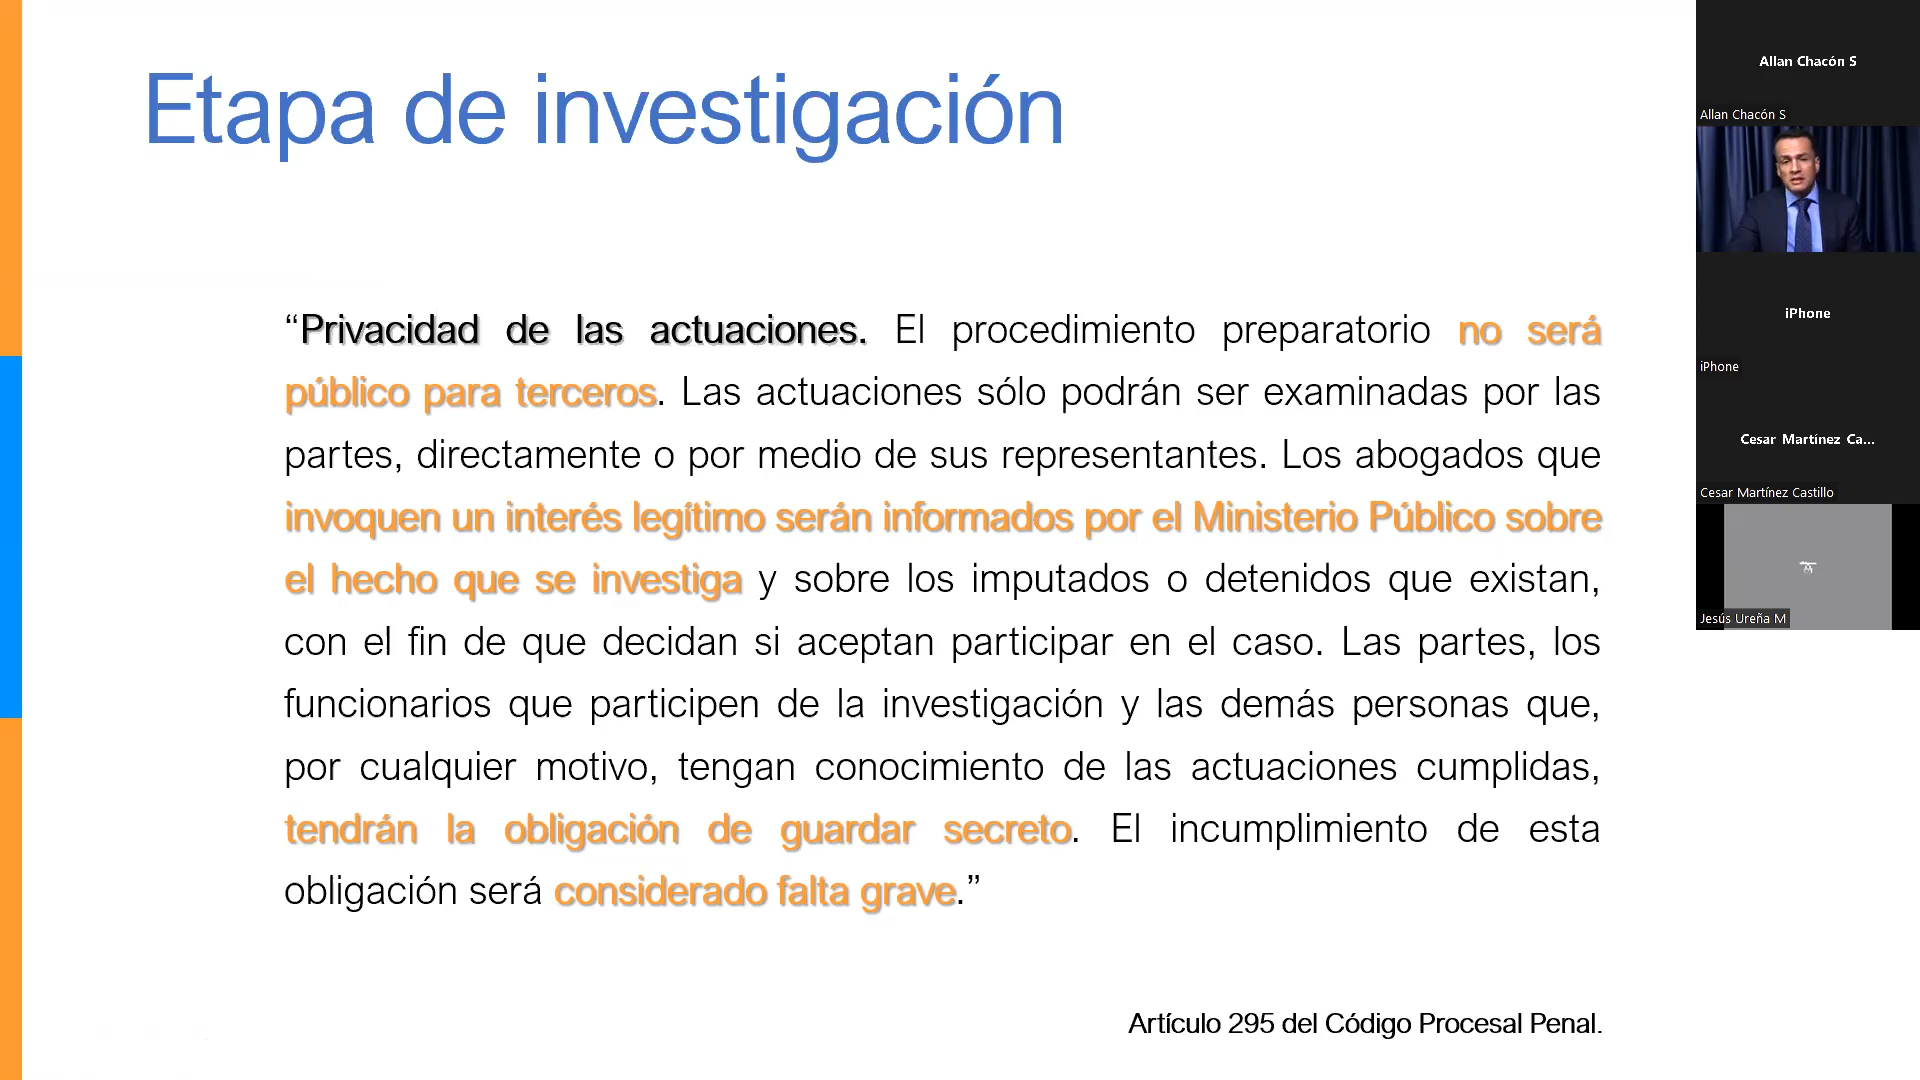 Etapa de investigación
“Privacidad de las actuaciones. El procedimiento preparatorio no será
público para terceros. Las actuaciones sólo podrán ser examinadas por las
partes, directamente o por medio de sus representantes. Los abogados que
invoquen un interés legítimo serán informados por el Ministerio Público sobre
el hecho que se investiga y sobre los imputados o detenidos que existan,
con el fin de que decidan si aceptan participar en el caso. Las partes, los
funcionarios que participen de la investigación y las demás personas que,
por cualquier motivo, tengan conocimiento de las actuaciones cumplidas,
tendrán la obligación de guardar secreto. El incumplimiento de esta
obligación será considerado falta grave.”
Artículo 295 del Código Procesal Penal.
Allan Chacón S
Allan Chacón S
iPhone
iPhone
Cesar Martínez Ca...
Cesar Martínez Castillo
Jesús Ureña M